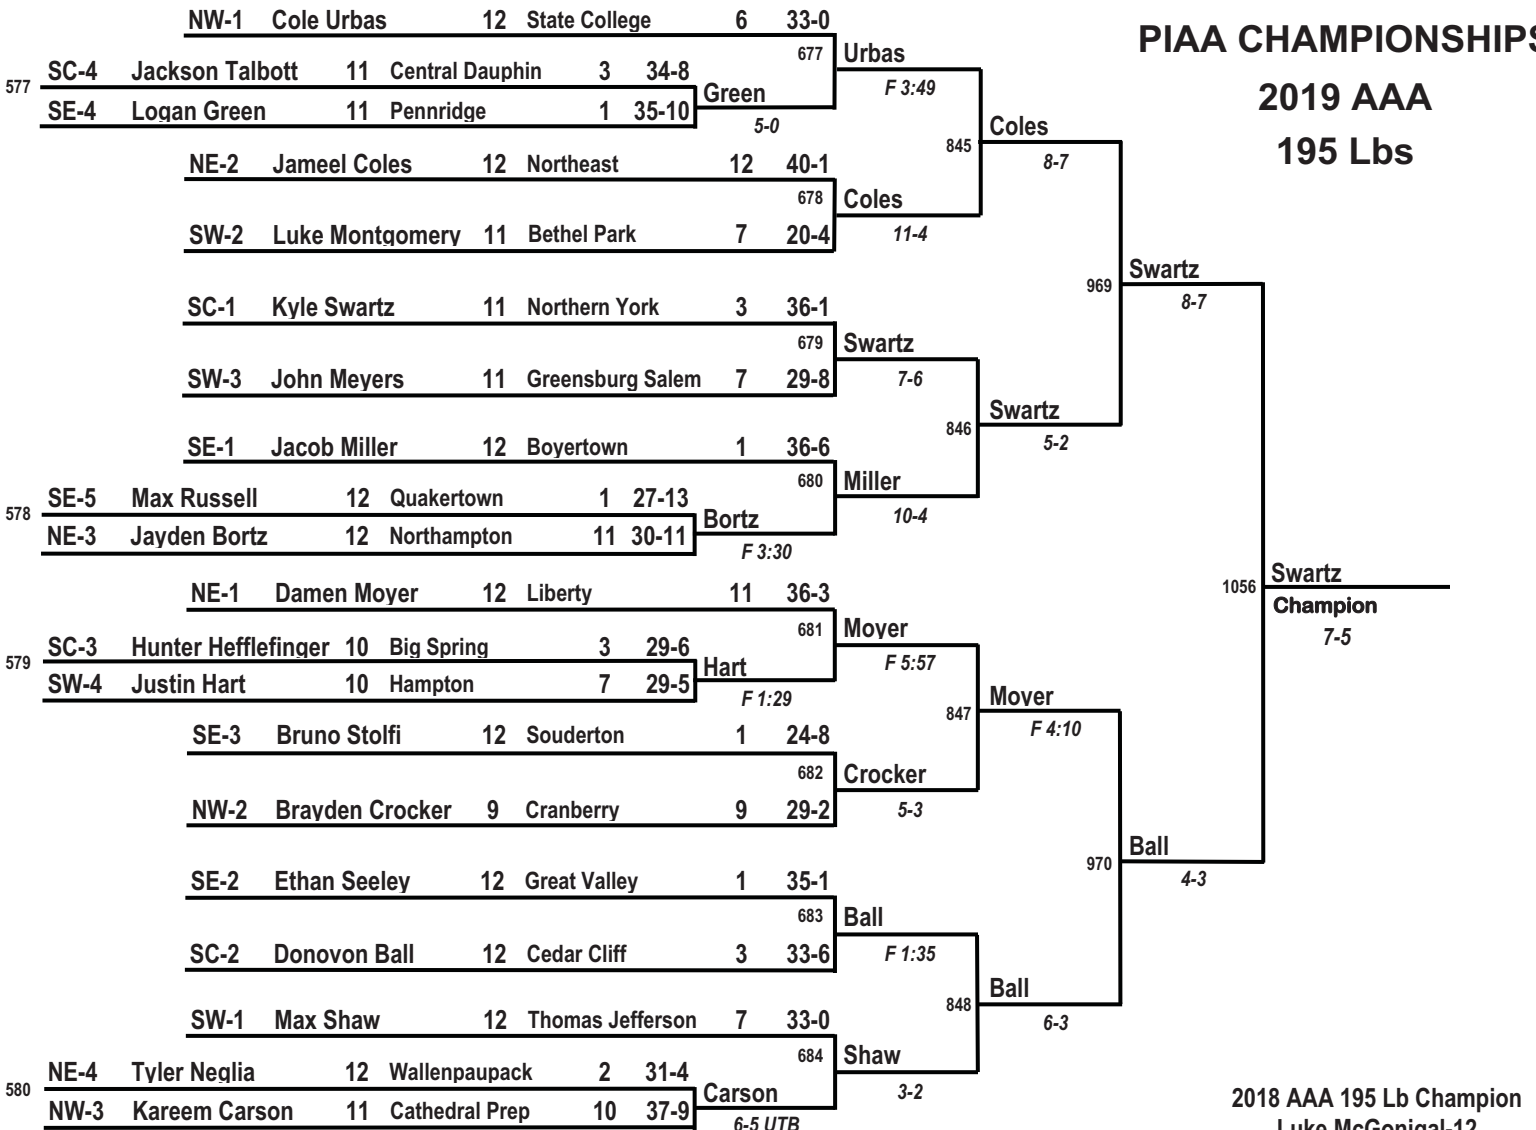 PIAA CHAMPIONSHIPS
2019 AAA
195 Lbs
NW-1 Cole Urbas 12 State College 6 33-0
677 Urbas
F 3:49
577 SC-4 Jackson Talbott 11 Central Dauphin 3 34-8
Green
5-0
SE-4 Logan Green 11 Pennridge 1 35-10
845 Coles
8-7
NE-2 Jameel Coles 12 Northeast 12 40-1
678 Coles
11-4
SW-2 Luke Montgomery 11 Bethel Park 7 20-4
969 Swartz
8-7
SC-1 Kyle Swartz 11 Northern York 3 36-1
679 Swartz
7-6
SW-3 John Meyers 11 Greensburg Salem 7 29-8
846 Swartz
5-2
SE-1 Jacob Miller 12 Boyertown 1 36-6
680 Miller
10-4
578 SE-5 Max Russell 12 Quakertown 1 27-13
Bortz
F 3:30
NE-3 Jayden Bortz 12 Northampton 11 30-11
1056 Swartz
Champion
7-5
NE-1 Damen Moyer 12 Liberty 11 36-3
681 Moyer
F 5:57
579 SC-3 Hunter Hefflefinger 10 Big Spring 3 29-6
Hart
F 1:29
SW-4 Justin Hart 10 Hampton 7 29-5
847 Moyer
F 4:10
SE-3 Bruno Stolfi 12 Souderton 1 24-8
682 Crocker
5-3
NW-2 Brayden Crocker 9 Cranberry 9 29-2
970 Ball
4-3
SE-2 Ethan Seeley 12 Great Valley 1 35-1
683 Ball
F 1:35
SC-2 Donovon Ball 12 Cedar Cliff 3 33-6
848 Ball
6-3
SW-1 Max Shaw 12 Thomas Jefferson 7 33-0
684 Shaw
3-2
580 NE-4 Tyler Neglia 12 Wallenpaupack 2 31-4
Carson
6-5 UTB
NW-3 Kareem Carson 11 Cathedral Prep 10 37-9
2018 AAA 195 Lb Champion
Luke McGonigal-12